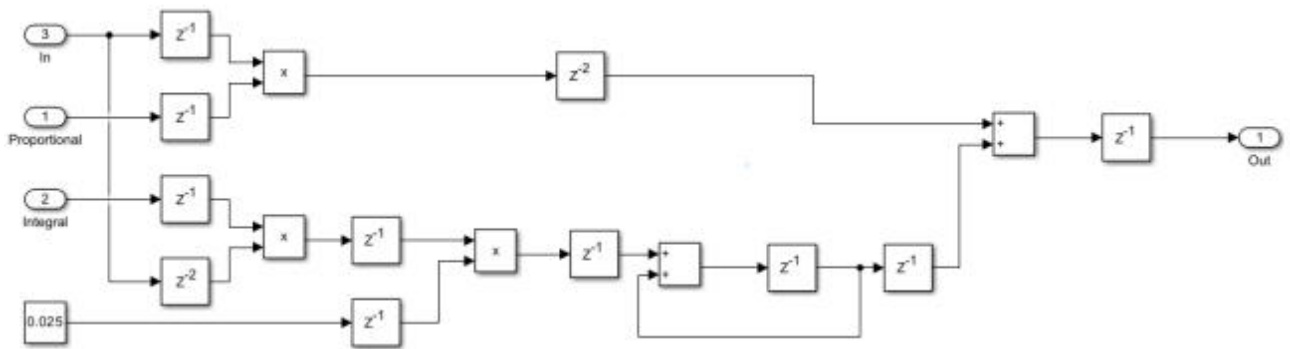 3
In
z-1
x
z-2
1
Proportional
z-1
+
+
z-1
1
Out
2
Integral
z-1
x
z-1
x
z-1
+
+
z-1
z-1
z-2
0.025
z-1